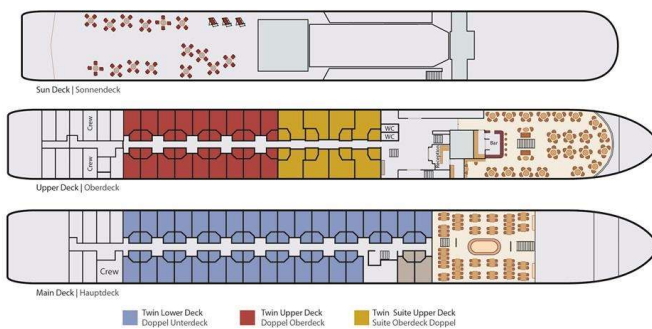 Sun Deck | Sonnendeck
Crew
Crew
WC
WC
Reception
Bar
Upper Deck | Oberdeck
Crew
Main Deck | Hauptdeck
Twin Lower Deck
Doppel Unterdeck
Twin Upper Deck
Doppel Oberdeck
Twin Suite Upper Deck
Suite Oberdeck Doppel